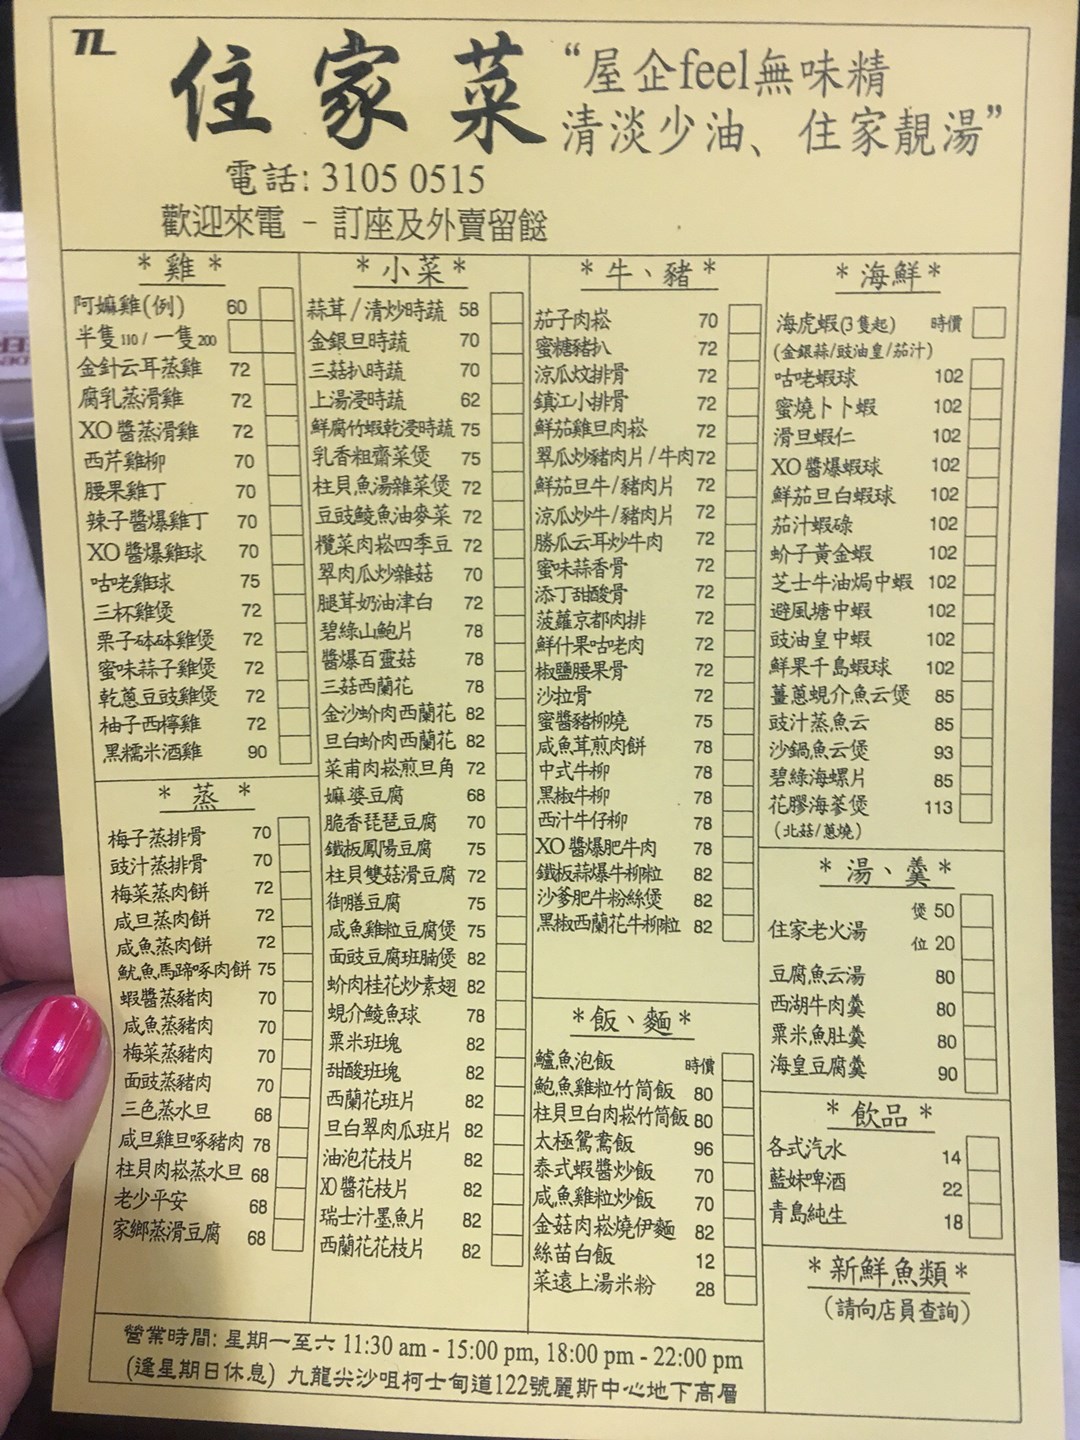 TL
住家菜
“屋企feel無味精
清淡少油、住家靚湯”
電話: 3105 0515
歡迎來電 - 訂座及外賣留餸
* 雞 *
阿嫲雞(例) 60
半隻110 / 一隻200
金針云耳蒸雞 72
腐乳蒸滑雞 72
XO醬蒸滑雞 72
西芹雞柳 70
腰果雞丁 70
辣子醬爆雞丁 70
XO醬爆雞球 70
咕咾雞球 75
三杯雞煲 72
栗子砵砵雞煲 72
蜜味蒜子雞煲 72
乾蔥豆豉雞煲 72
柚子西檸雞 72
黑糯米酒雞 90
* 蒸 *
梅子蒸排骨 70
豉汁蒸排骨 70
梅菜蒸肉餅 72
咸旦蒸肉餅 72
咸魚蒸肉餅 72
魷魚馬蹄啄肉餅 75
蝦醬蒸豬肉 70
咸魚蒸豬肉 70
梅菜蒸豬肉 70
面豉蒸豬肉 70
三色蒸水旦 68
咸旦雞旦啄豬肉 78
柱貝肉崧蒸水旦 68
老少平安 68
家鄉蒸滑豆腐 68
* 小菜 *
蒜茸/清炒時蔬 58
金銀旦時蔬 70
三菇扒時蔬 70
上湯浸時蔬 62
鮮腐竹蝦乾浸時蔬 75
乳香粗齋菜煲 75
柱貝魚湯雜菜煲 72
豆豉鯪魚油麥菜 72
欖菜肉崧四季豆 72
翠肉瓜炒雜菇 70
腿茸奶油津白 72
碧綠山鮑片 78
醬爆百靈菇 78
三菇西蘭花 78
金沙蚧肉西蘭花 82
旦白蚧肉西蘭花 82
菜甫肉崧煎旦角 72
嫲婆豆腐 68
脆香琵琶豆腐 70
鐵板鳳陽豆腐 75
柱貝雙菇滑豆腐 72
御膳豆腐 75
咸魚雞粒豆腐煲 75
面豉豆腐班腩煲 82
蚧肉桂花炒素翅 82
蜆介鯪魚球 78
粟米班塊 82
甜酸班塊 82
西蘭花班片 82
旦白翠肉瓜班片 82
油泡花枝片 82
XO醬花枝片 82
瑞士汁墨魚片 82
西蘭花花枝片 82
* 牛、豬 *
茄子肉崧 70
蜜糖豬扒 72
涼瓜炆排骨 72
鎮江小排骨 72
鮮茄雞旦肉崧 72
翠瓜炒豬肉片/牛肉 72
鮮茄旦牛/豬肉片 72
涼瓜炒牛/豬肉片 72
勝瓜云耳炒牛肉 72
蜜味蒜香骨 72
添丁甜酸骨 72
菠蘿京都肉排 72
鮮什果咕咾肉 72
椒鹽腰果骨 72
沙拉骨 72
蜜醬豬柳燒 75
咸魚茸煎肉餅 78
中式牛柳 78
黑椒牛柳 78
西汁牛仔柳 78
XO醬爆肥牛肉 78
鐵板蒜爆牛柳粒 82
沙爹肥牛粉絲煲 82
黑椒西蘭花牛柳粒 82
*飯、麵*
鱸魚泡飯 時價
鮑魚雞粒竹筒飯 80
柱貝旦白肉崧竹筒飯 80
太極鴛鴦飯 96
泰式蝦醬炒飯 70
咸魚雞粒炒飯 70
金菇肉崧燒伊麵 82
絲苗白飯 12
菜遠上湯米粉 28
*海鮮*
海虎蝦(3隻起) 時價
(金銀蒜/豉油皇/茄汁)
咕咾蝦球 102
蜜燒卜卜蝦 102
滑旦蝦仁 102
XO醬爆蝦球 102
鮮茄旦白蝦球 102
茄汁蝦碌 102
蚧子黃金蝦 102
芝士牛油焗中蝦 102
避風塘中蝦 102
豉油皇中蝦 102
鮮果千島蝦球 102
薑蔥蜆介魚云煲 85
豉汁蒸魚云 85
沙鍋魚云煲 93
碧綠海螺片 85
花膠海蔘煲 113
(北菇/蔥燒)
*湯、羹*
煲 50
住家老火湯
位 20
豆腐魚云湯 80
西湖牛肉羹 80
粟米魚肚羹 80
海皇豆腐羹 90
* 飲品 *
各式汽水 14
藍妹啤酒 22
青島純生 18
*新鮮魚類*
(請向店員查詢)
營業時間: 星期一至六 11:30 am - 15:00 pm, 18:00 pm - 22:00 pm
(逢星期日休息) 九龍尖沙咀柯士甸道122號麗斯中心地下高層